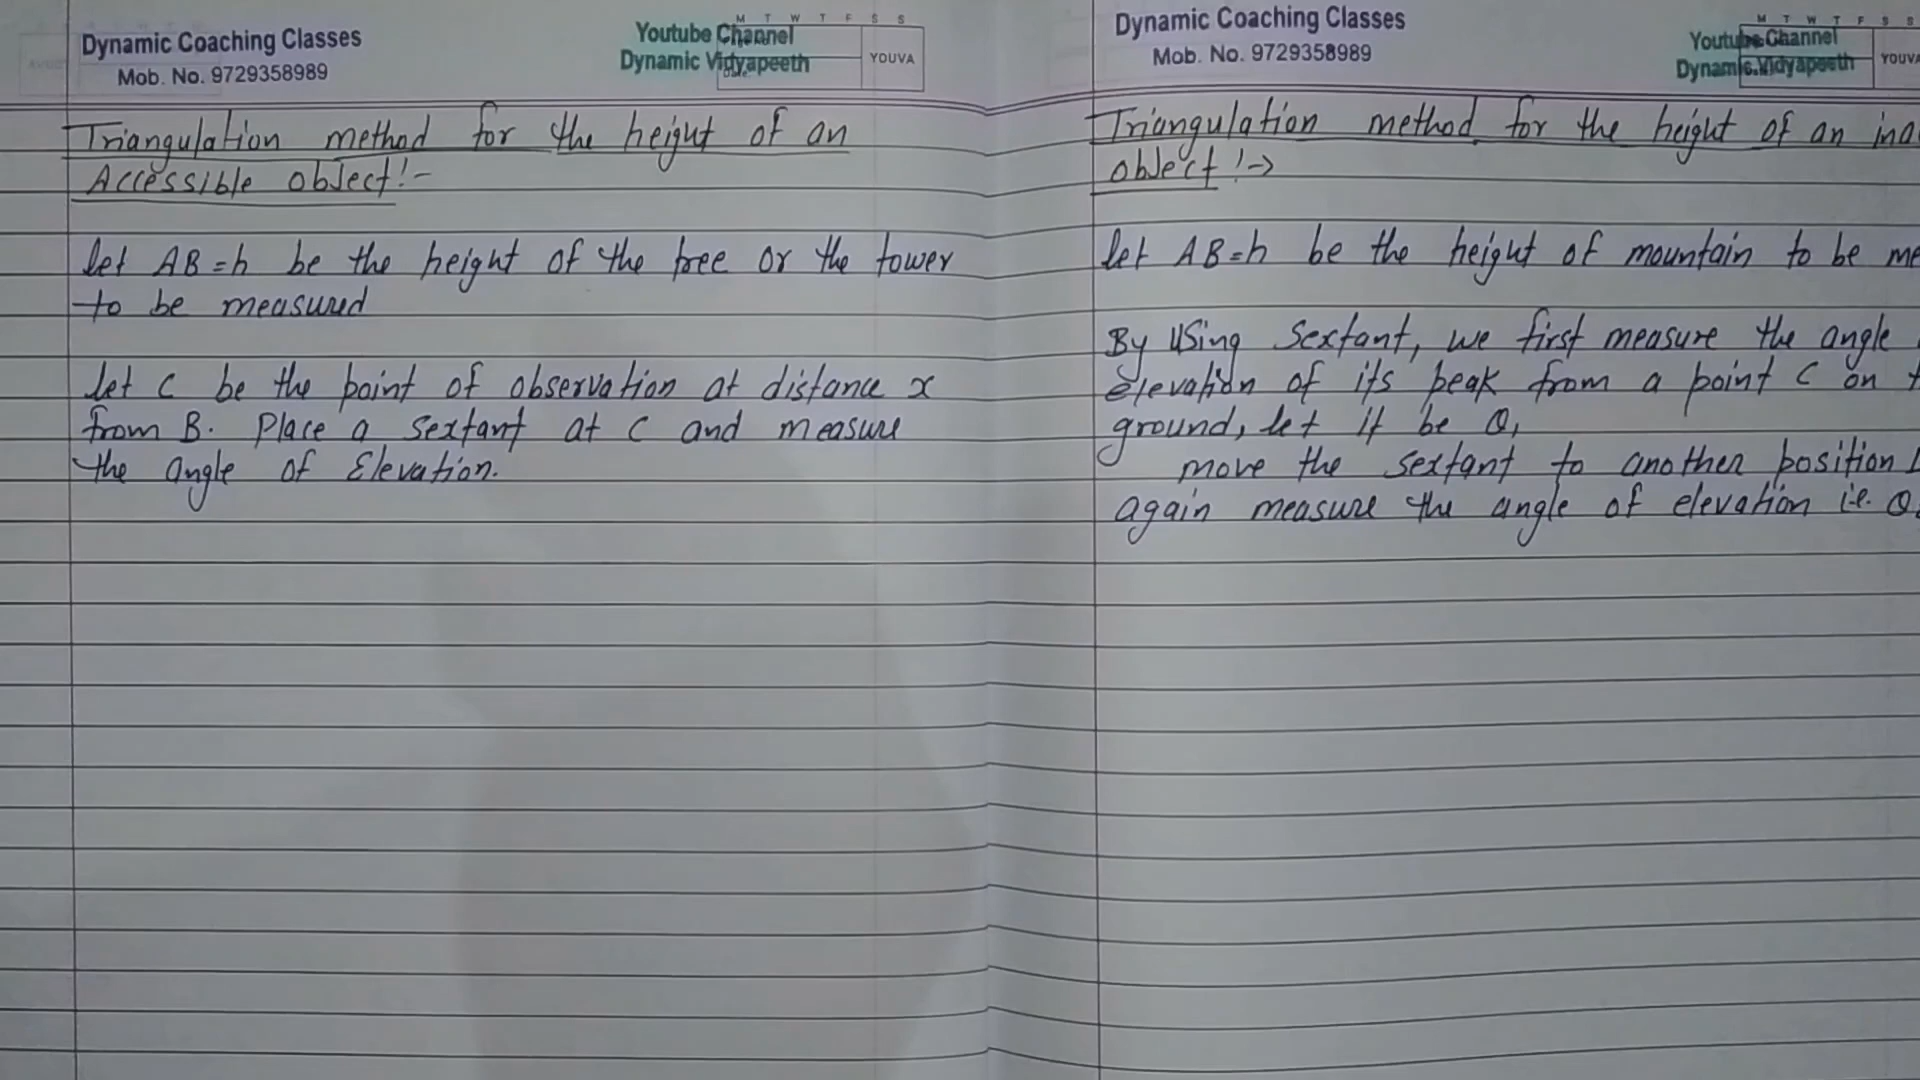 Dynamic Coaching Classes
Mob. No. 9729358989
Youtube Channel
Dynamic Vidyapeeth
M T W T F S S
YOUVA
Triangulation method for the height of an
Accessible object:-
let AB=h be the height of the tree or the tower
to be measured
let C be the point of observation at distance x
from B. Place a sextant at C and measure
the angle of Elevation.
Dynamic Coaching Classes
Mob. No. 9729358989
Youtube Channel
Dynamic Vidyapeeth
M T W T F S S
Triangulation method for the height of an
object :->
let AB=h be the height of mountain to be
By using Sextant, we first measure the angle
elevation of its peak from a point C on
ground, let it be θ,
move the sextant to another position
again measure the angle of elevation i.e. θ